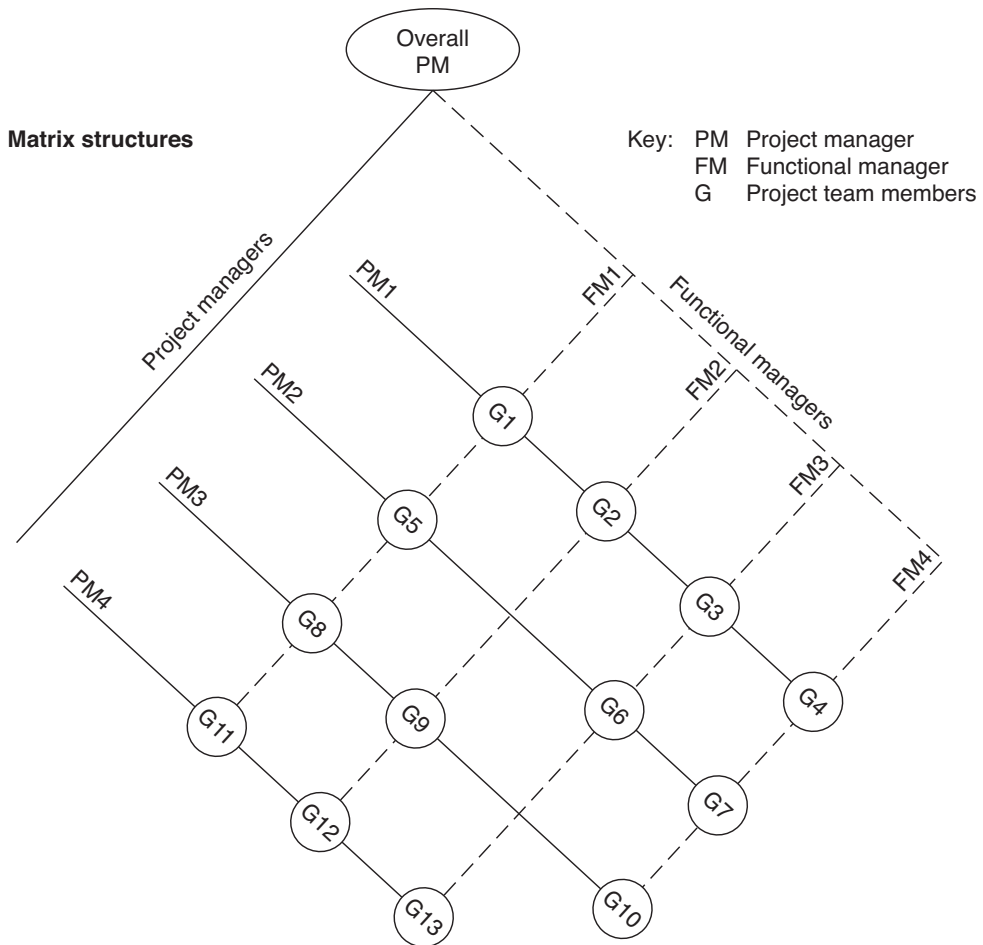 Overall
PM
Matrix structures
Key: PM Project manager
FM Functional manager
G Project team members
Project managers
Functional managers
PM1
FM1
PM2
FM2
G1
PM3
FM3
G5
G2
PM4
FM4
G8
G3
G11
G9
G6
G4
G12
G7
G13
G10